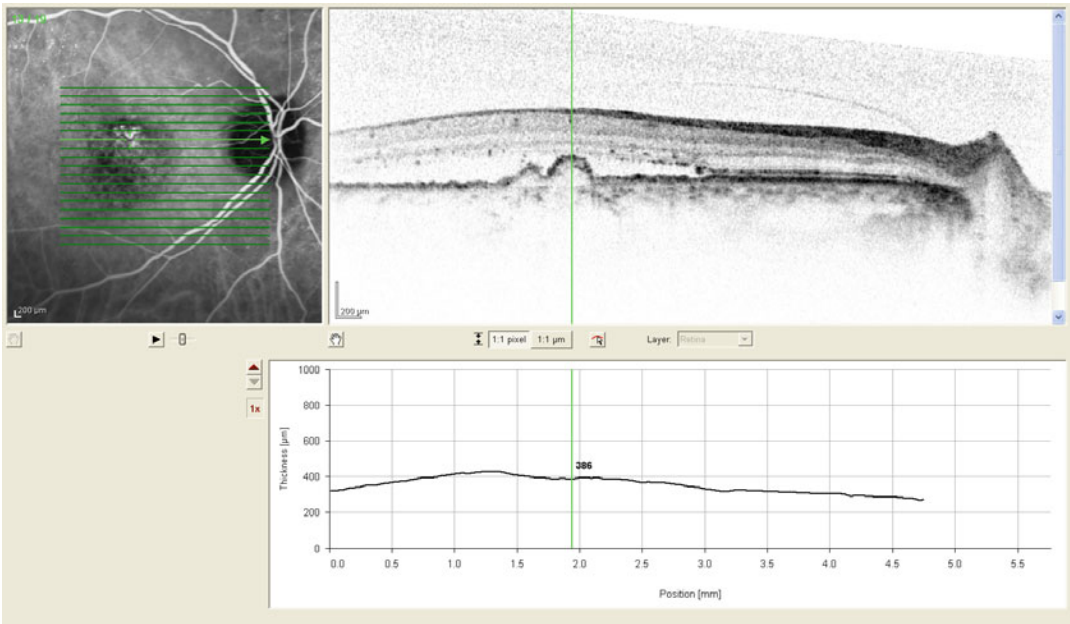 200 µm
200 µm
1:1 pixel
1:1 µm
Layer: Retina
1x
Thickness [µm]
1000
800
600
400
200
0
386
0.0 0.5 1.0 1.5 2.0 2.5 3.0 3.5 4.0 4.5 5.0 5.5
Position [mm]